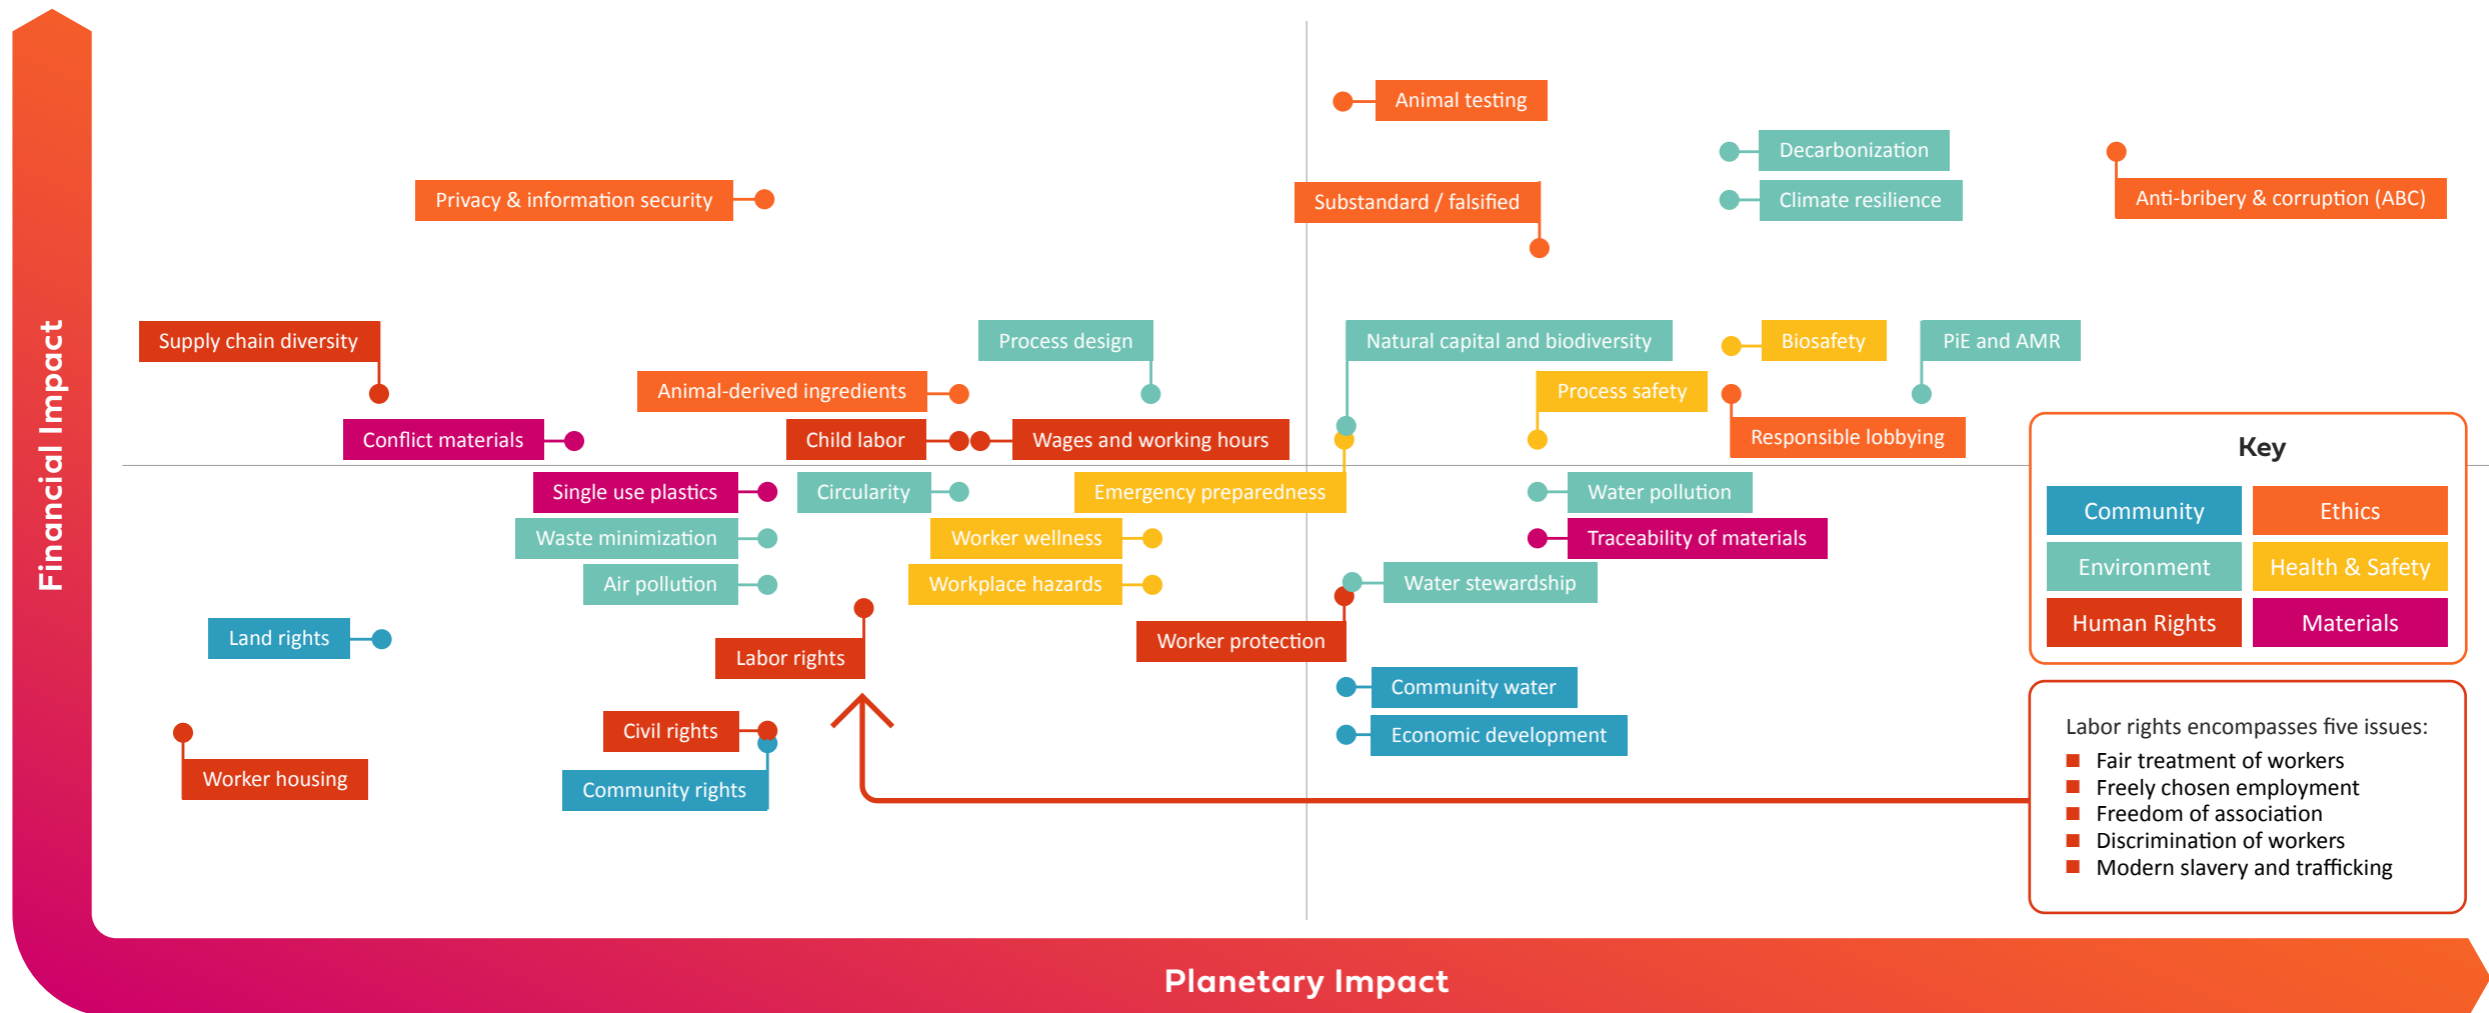 Animal testing
Decarbonization
Privacy & information security
Substandard / falsified
Climate resilience
Anti-bribery & corruption (ABC)
Supply chain diversity
Process design
Natural capital and biodiversity
Biosafety
PiE and AMR
Animal-derived ingredients
Process safety
Conflict materials
Child labor
Wages and working hours
Responsible lobbying
Single use plastics
Circularity
Emergency preparedness
Water pollution
Waste minimization
Worker wellness
Traceability of materials
Air pollution
Workplace hazards
Water stewardship
Land rights
Labor rights
Worker protection
Community water
Civil rights
Economic development
Worker housing
Community rights
Financial Impact
Planetary Impact
Key
Community
Ethics
Environment
Health & Safety
Human Rights
Materials
Labor rights encompasses five issues:
Fair treatment of workers
Freely chosen employment
Freedom of association
Discrimination of workers
Modern slavery and trafficking